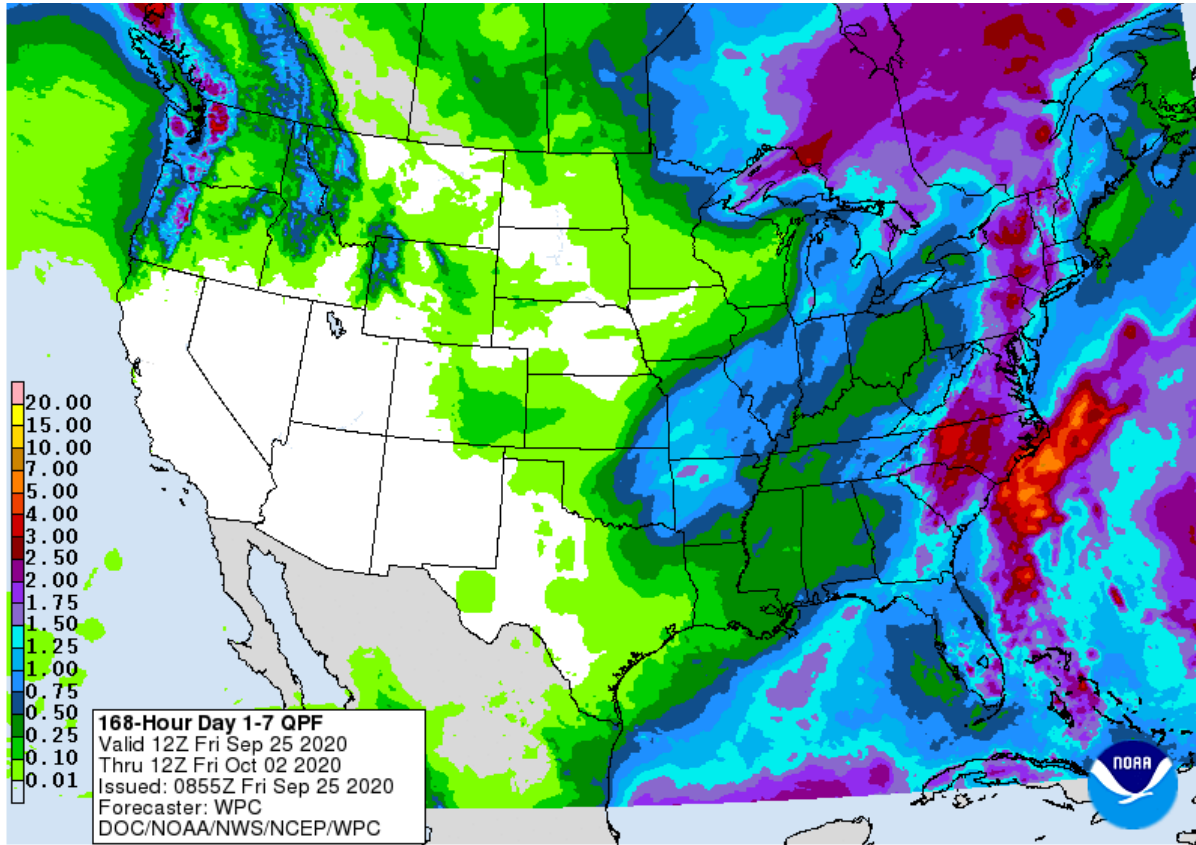 20.00
15.00
10.00
7.00
5.00
4.00
3.00
2.50
2.00
1.75
1.50
1.25
1.00
0.75
0.50
0.25
0.10
0.01
168-Hour Day 1-7 QPF
Valid 12Z Fri Sep 25 2020
Thru 12Z Fri Oct 02 2020
Issued: 0855Z Fri Sep 25 2020
Forecaster: WPC
DOC/NOAA/NWS/NCEP/WPC
NOAA